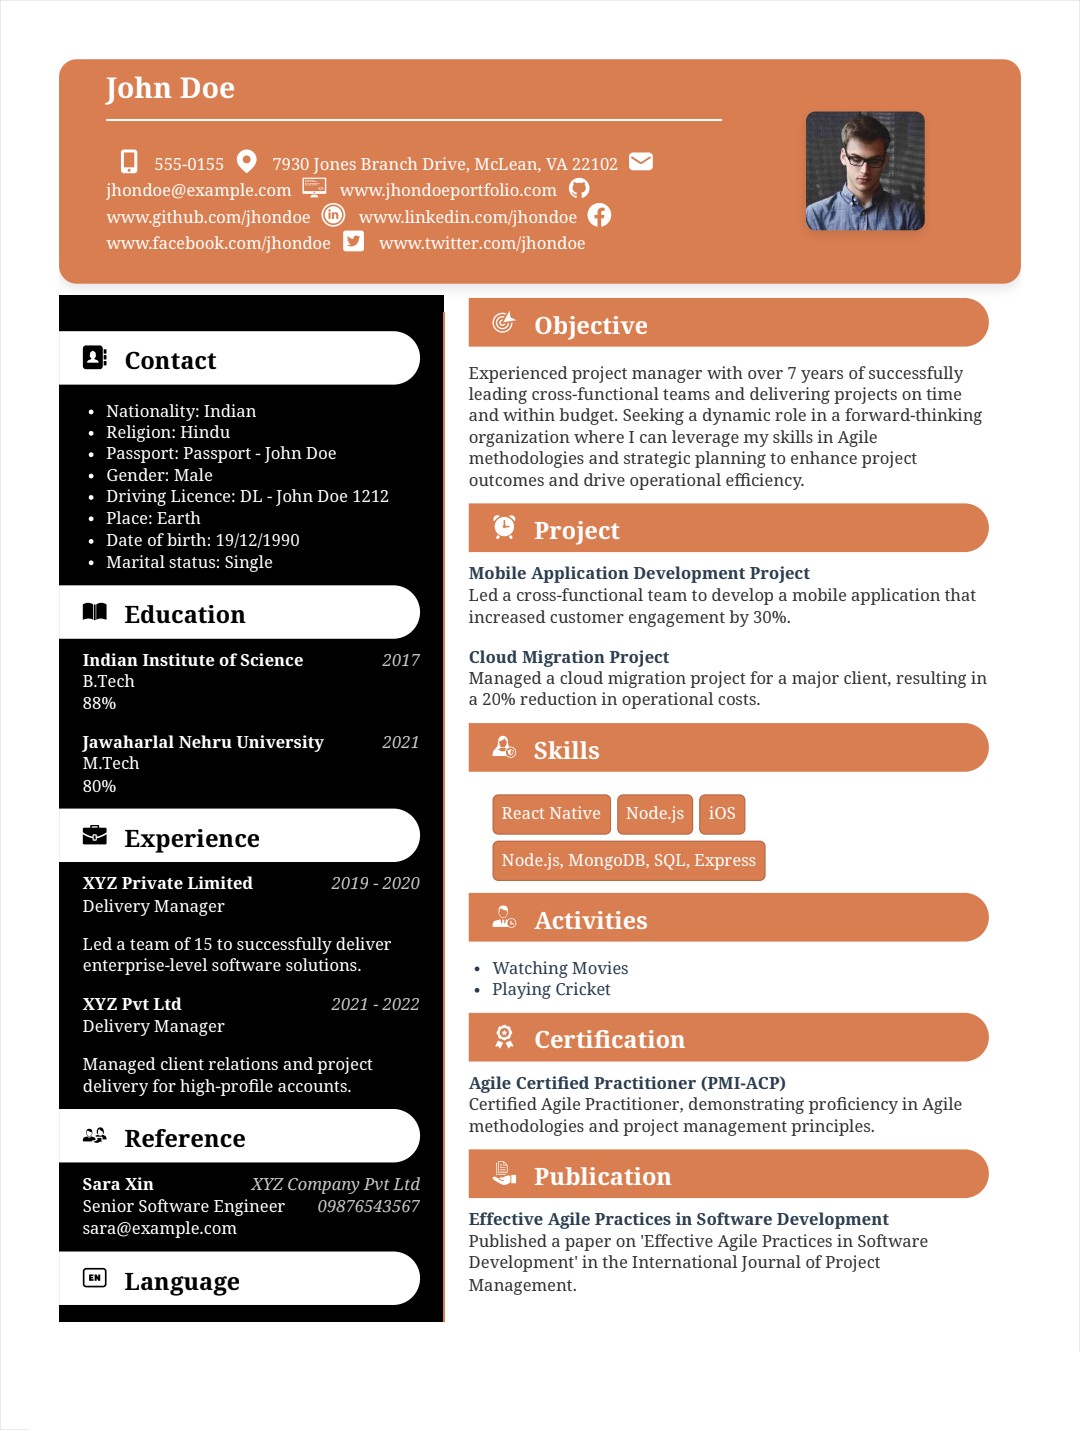 John Doe
555-0155 7930 Jones Branch Drive, McLean, VA 22102
jhondoe@example.com www.jhondoeportfolio.com
www.github.com/jhondoe www.linkedin.com/jhondoe
www.facebook.com/jhondoe www.twitter.com/jhondoe
Contact
• Nationality: Indian
• Religion: Hindu
• Passport: Passport - John Doe
• Gender: Male
• Driving Licence: DL - John Doe 1212
• Place: Earth
• Date of birth: 19/12/1990
• Marital status: Single
Education
Indian Institute of Science 2017
B.Tech
88%
Jawaharlal Nehru University 2021
M.Tech
80%
Experience
XYZ Private Limited 2019 - 2020
Delivery Manager
Led a team of 15 to successfully deliver
enterprise-level software solutions.
XYZ Pvt Ltd 2021 - 2022
Delivery Manager
Managed client relations and project
delivery for high-profile accounts.
Reference
Sara Xin XYZ Company Pvt Ltd
Senior Software Engineer 09876543567
sara@example.com
EN Language
Objective
Experienced project manager with over 7 years of successfully
leading cross-functional teams and delivering projects on time
and within budget. Seeking a dynamic role in a forward-thinking
organization where I can leverage my skills in Agile
methodologies and strategic planning to enhance project
outcomes and drive operational efficiency.
Project
Mobile Application Development Project
Led a cross-functional team to develop a mobile application that
increased customer engagement by 30%.
Cloud Migration Project
Managed a cloud migration project for a major client, resulting in
a 20% reduction in operational costs.
Skills
React Native Node.js iOS
Node.js, MongoDB, SQL, Express
Activities
• Watching Movies
• Playing Cricket
Certification
Agile Certified Practitioner (PMI-ACP)
Certified Agile Practitioner, demonstrating proficiency in Agile
methodologies and project management principles.
Publication
Effective Agile Practices in Software Development
Published a paper on 'Effective Agile Practices in Software
Development' in the International Journal of Project
Management.